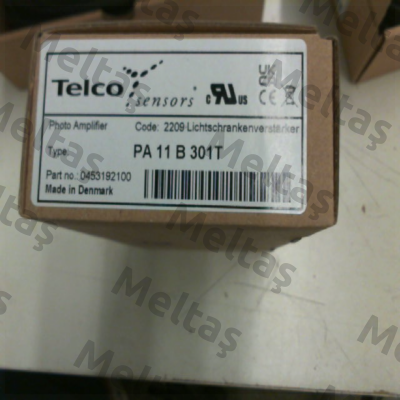 Telco
sensors
Photo Amplifier Code: 2209 Lichtschrankenverstärker
Type: PA 11 B 301T
Part no.: 0453192100
Made in Denmark
Meltaş
Meltaş
Meltaş
Meltaş
Meltaş
Meltaş
Meltaş